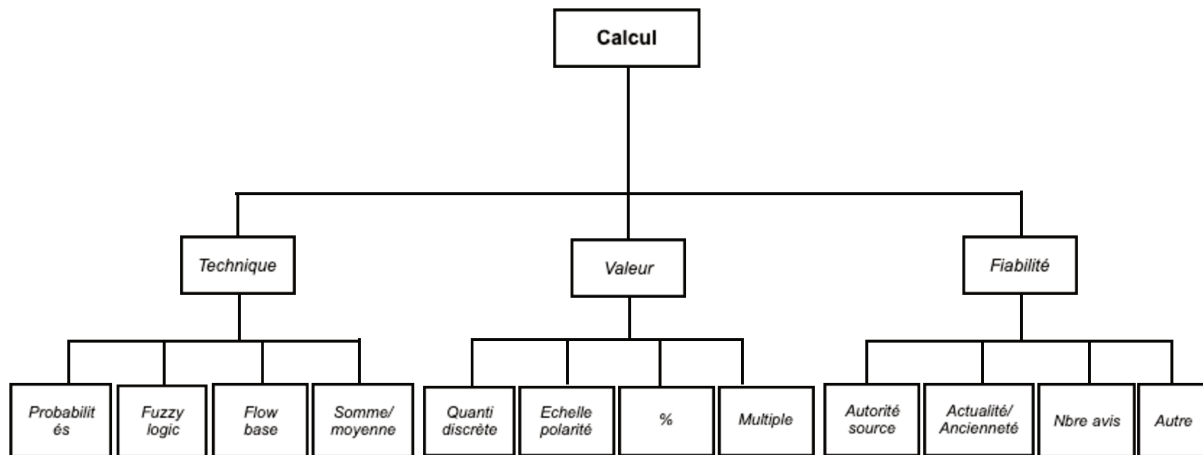 Calcul
Technique
Valeur
Fiabilité
Probabilit
és
Fuzzy
logic
Flow
base
Somme/
moyenne
Quanti
discrète
Echelle
polarité
%
Multiple
Autorité
source
Actualité/
Ancienneté
Nbre avis
Autre